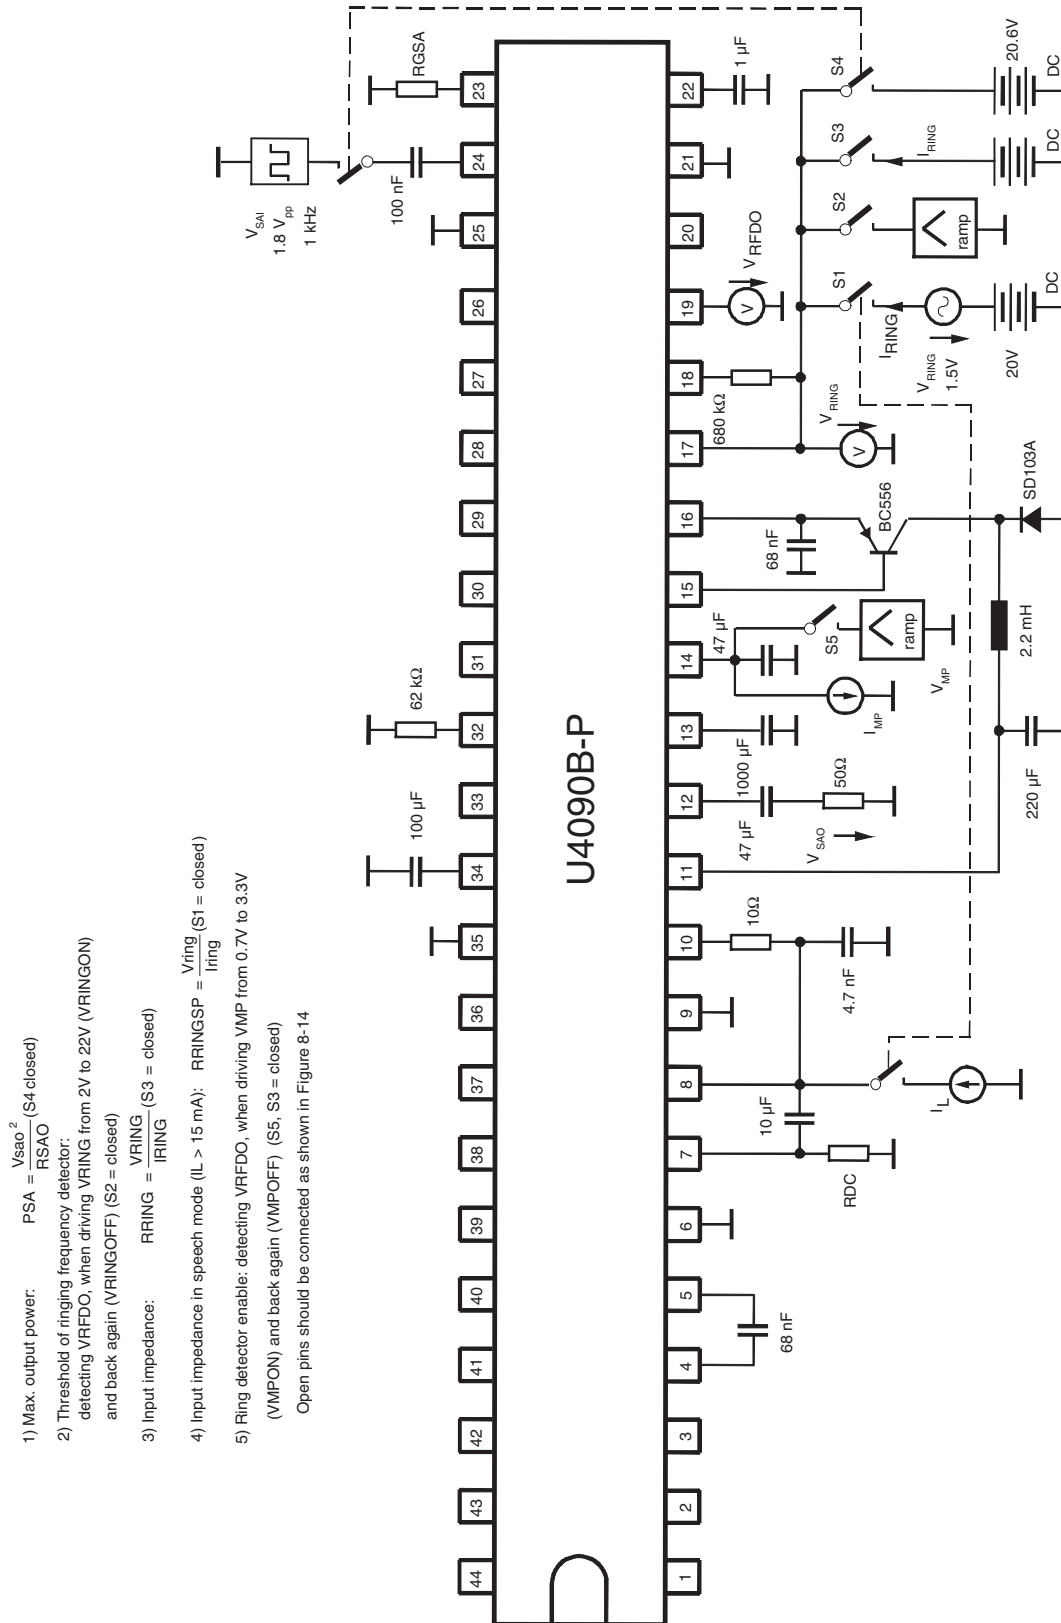 1) Max. output power: PSA = Vsao² / RSAO (S4 closed)
2) Threshold of ringing frequency detector:
detecting VRFDO, when driving VRING from 2V to 22V (VRINGON)
and back again (VRINGOFF) (S2 = closed)
3) Input impedance: RRING = VRING / IRING (S3 = closed)
4) Input impedance in speech mode (IL > 15 mA): RRINGSP = Vring / Iring (S1 = closed)
5) Ring detector enable: detecting VRFDO, when driving VMP from 0.7V to 3.3V
(VMPON) and back again (VMPOFF) (S5, S3 = closed)
Open pins should be connected as shown in Figure 8-14
VSAI
1.8 Vpp
1 kHz
100 nF
RGSA
62 kΩ
100 µF
44 43 42 41 40 39 38 37 36 35 34 33 32 31 30 29 28 27 26 25 24 23
U4090B-P
1 2 3 4 5 6 7 8 9 10 11 12 13 14 15 16 17 18 19 20 21 22
68 nF
RDC
10 µF
IL
4.7 nF
10Ω
47 µF
VSAO
50Ω
1000 µF
IMP
47 µF
S5
ramp
VMP
68 nF
BC556
220 µF
2.2 mH
SD103A
680 kΩ
V
VRING
V
VRFDO
1 µF
S1
IRING
VRING
1.5V
20V
DC
S2
ramp
S3
IRING
DC
S4
20.6V
DC